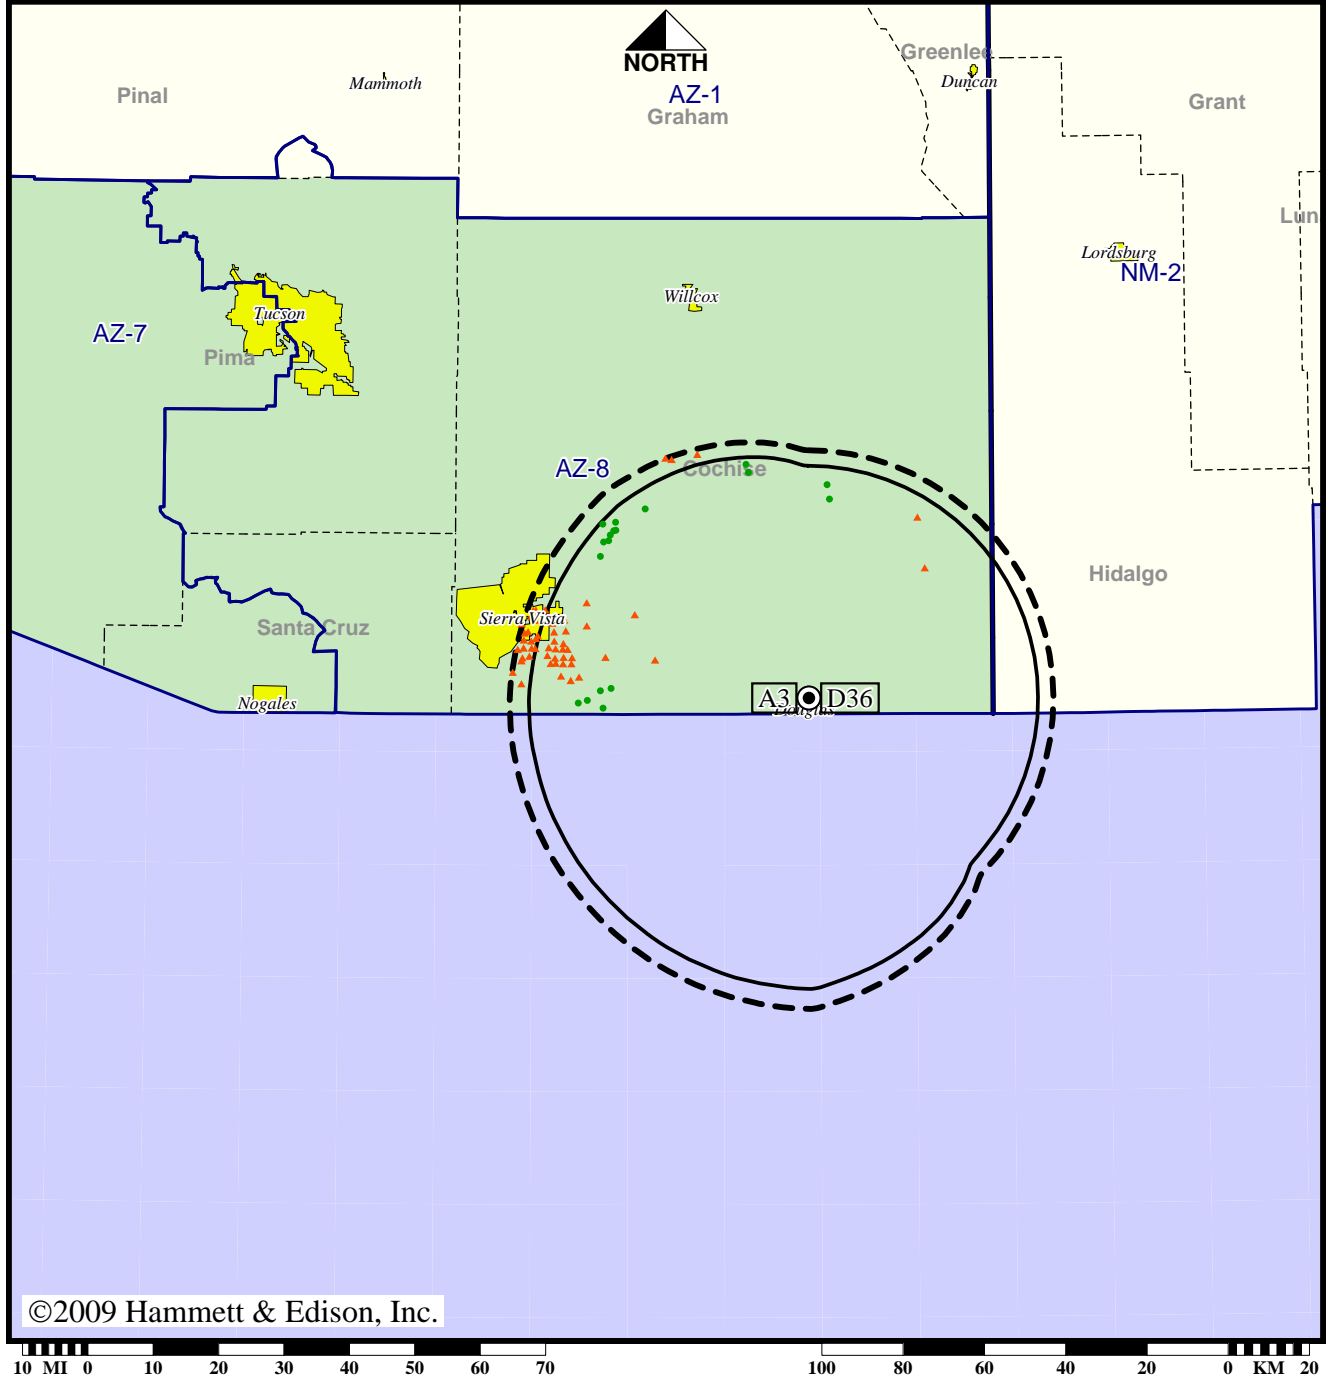 NORTH
Greenlee
Pinal
Mammoth
AZ-1
Duncan
Graham
Grant
Lun
Lordsburg
NM-2
Willcox
Tucson
AZ-7
Pima
AZ-8
Cochise
Hidalgo
Sierra Vista
Santa Cruz
Nogales
A3 D36
Douglas
©2009 Hammett & Edison, Inc.
10 MI 0 10 20 30 40 50 60 70 100 80 60 40 20 0 KM 20